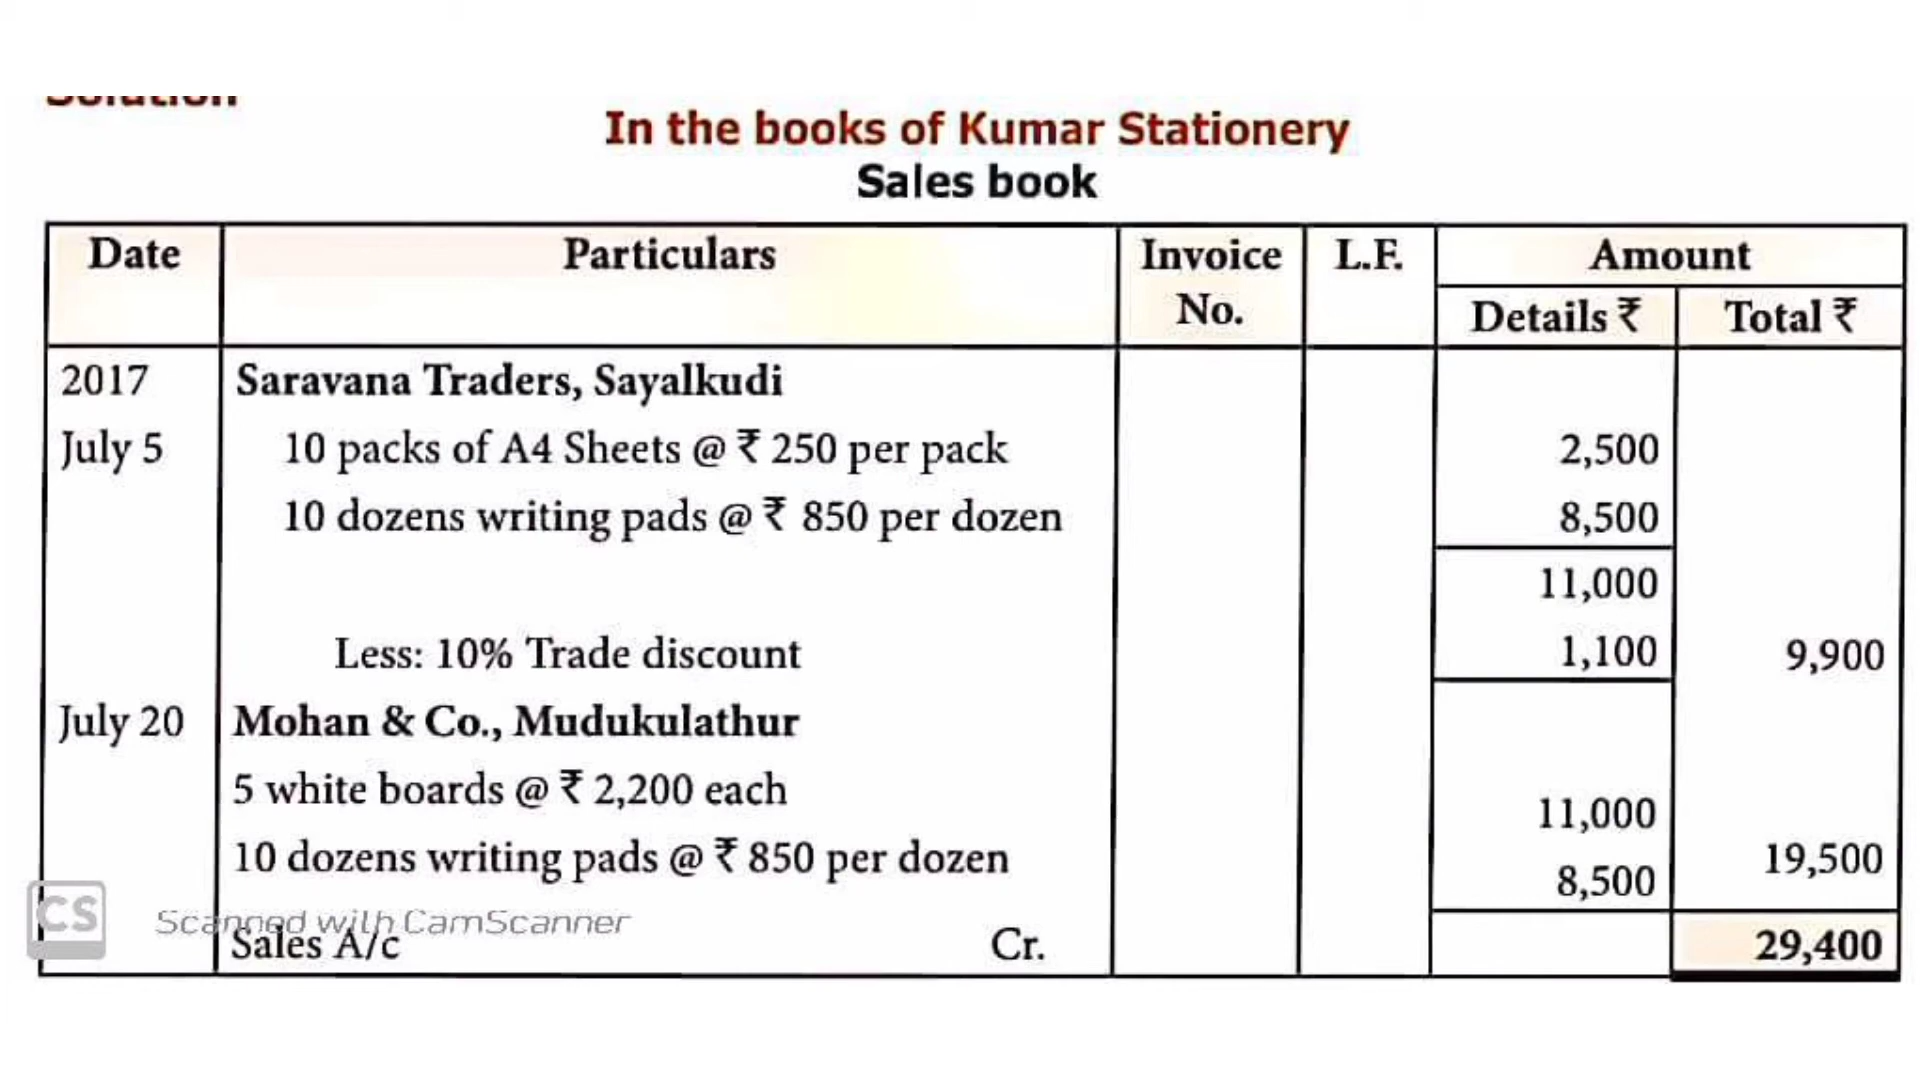 Solution
In the books of Kumar Stationery
Sales book
Date Particulars Invoice No. L.F. Amount
Details ₹ Total ₹
2017 Saravana Traders, Sayalkudi
July 5 10 packs of A4 Sheets @ ₹ 250 per pack 2,500
10 dozens writing pads @ ₹ 850 per dozen 8,500
11,000
Less: 10% Trade discount 1,100 9,900
July 20 Mohan & Co., Mudukulathur
5 white boards @ ₹ 2,200 each 11,000
10 dozens writing pads @ ₹ 850 per dozen 8,500 19,500
CS Scanned with CamScanner
Sales A/c Cr. 29,400